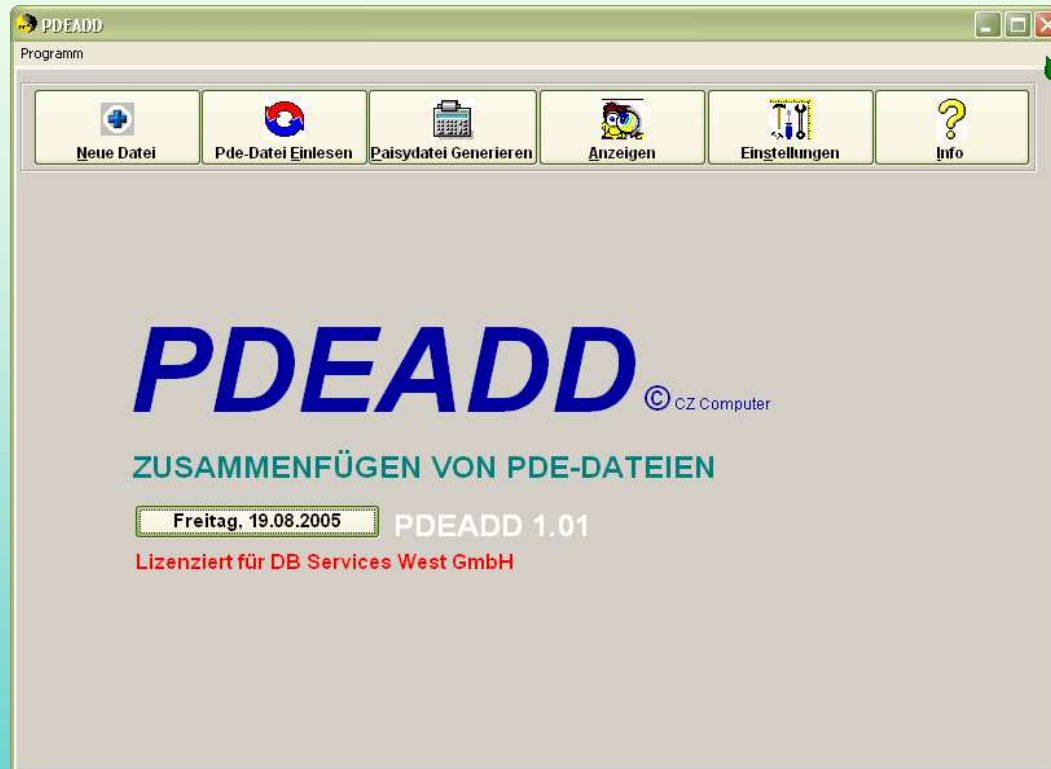 PDEADD
Programm
Neue Datei
Pde-Datei Einlesen
Paisydatei Generieren
Anzeigen
Einstellungen
Info
PDEADD © CZ Computer
ZUSAMMENFÜGEN VON PDE-DATEIEN
Freitag, 19.08.2005
PDEADD 1.01
Lizenziert für DB Services West GmbH